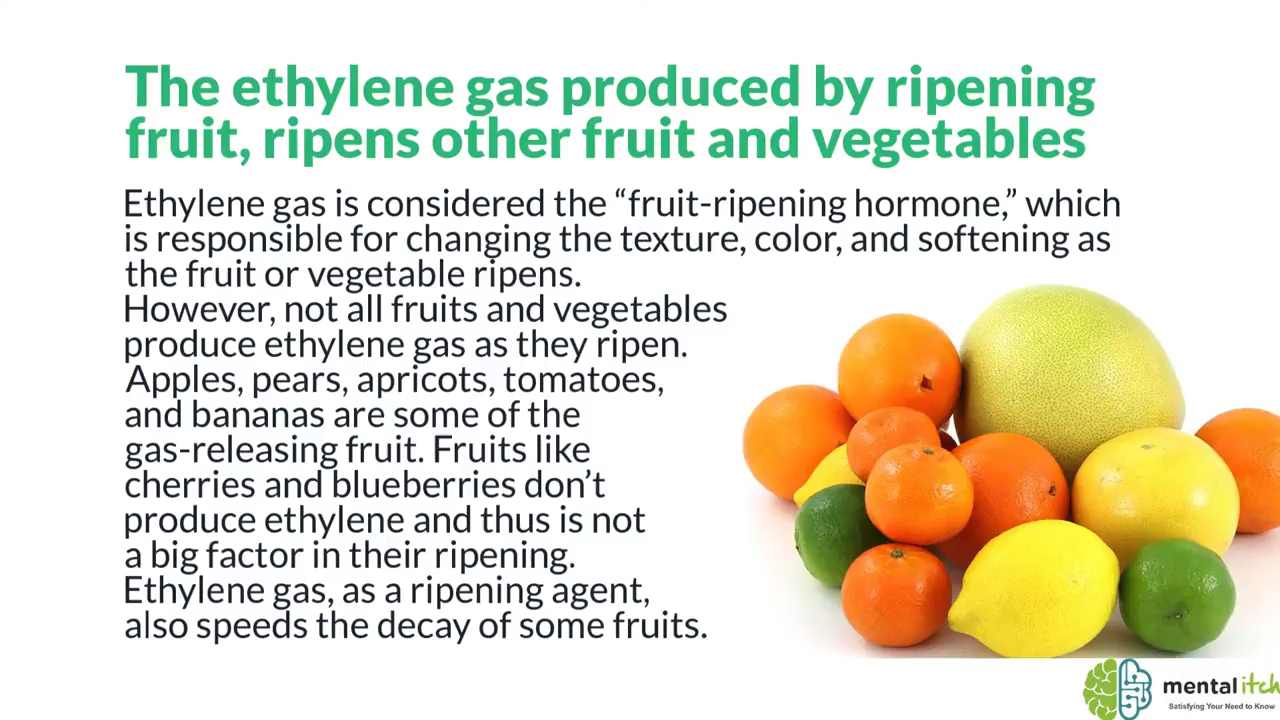 The ethylene gas produced by ripening
fruit, ripens other fruit and vegetables
Ethylene gas is considered the “fruit-ripening hormone,” which
is responsible for changing the texture, color, and softening as
the fruit or vegetable ripens.
However, not all fruits and vegetables
produce ethylene gas as they ripen.
Apples, pears, apricots, tomatoes,
and bananas are some of the
gas-releasing fruit. Fruits like
cherries and blueberries don’t
produce ethylene and thus is not
a big factor in their ripening.
Ethylene gas, as a ripening agent,
also speeds the decay of some fruits.
mental itch
Satisfying Your Need to Know